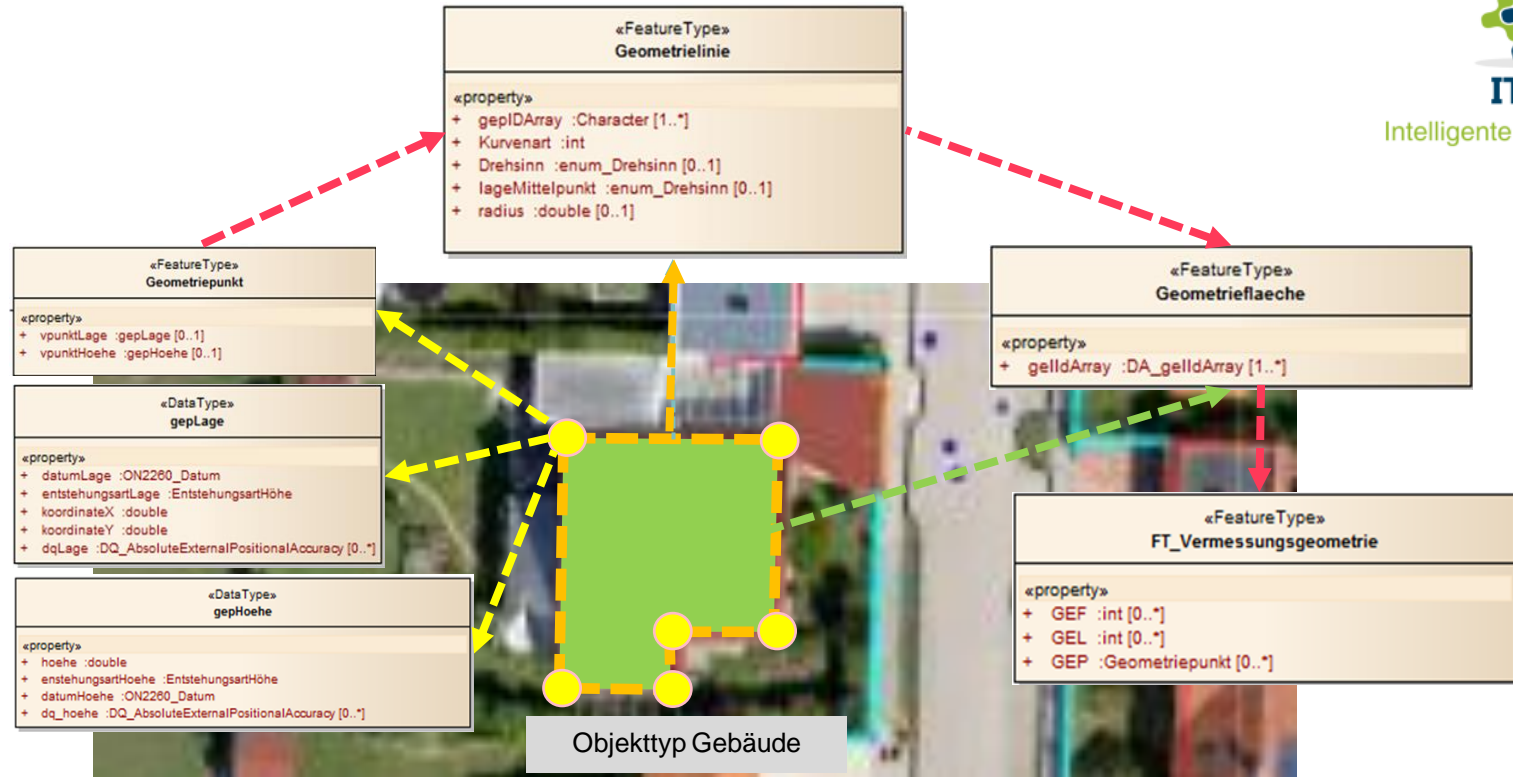 «FeatureType»
Geometrielinie
«property»
+ gepIDArray :Character [1..*]
+ Kurvenart :int
+ Drehsinn :enum_Drehsinn [0..1]
+ lageMittelpunkt :enum_Drehsinn [0..1]
+ radius :double [0..1]
Intelligente
«FeatureType»
Geometriepunkt
«property»
+ vpunktLage :gepLage [0..1]
+ vpunktHoehe :gepHoehe [0..1]
«FeatureType»
Geometrieflaeche
«property»
+ gelIdArray :DA_gelIdArray [1..*]
«DataType»
gepLage
«property»
+ datumLage :ON2260_Datum
+ entstehungsartLage :EntstehungsartHöhe
+ koordinateX :double
+ koordinateY :double
+ dqLage :DQ_AbsoluteExternalPositionalAccuracy [0..*]
«FeatureType»
FT_Vermessungsgeometrie
«property»
+ GEF :int [0..*]
+ GEL :int [0..*]
+ GEP :Geometriepunkt [0..*]
«DataType»
gepHoehe
«property»
+ hoehe :double
+ enstehungsartHoehe :EntstehungsartHöhe
+ datumHoehe :ON2260_Datum
+ dq_hoehe :DQ_AbsoluteExternalPositionalAccuracy [0..*]
Objekttyp Gebäude